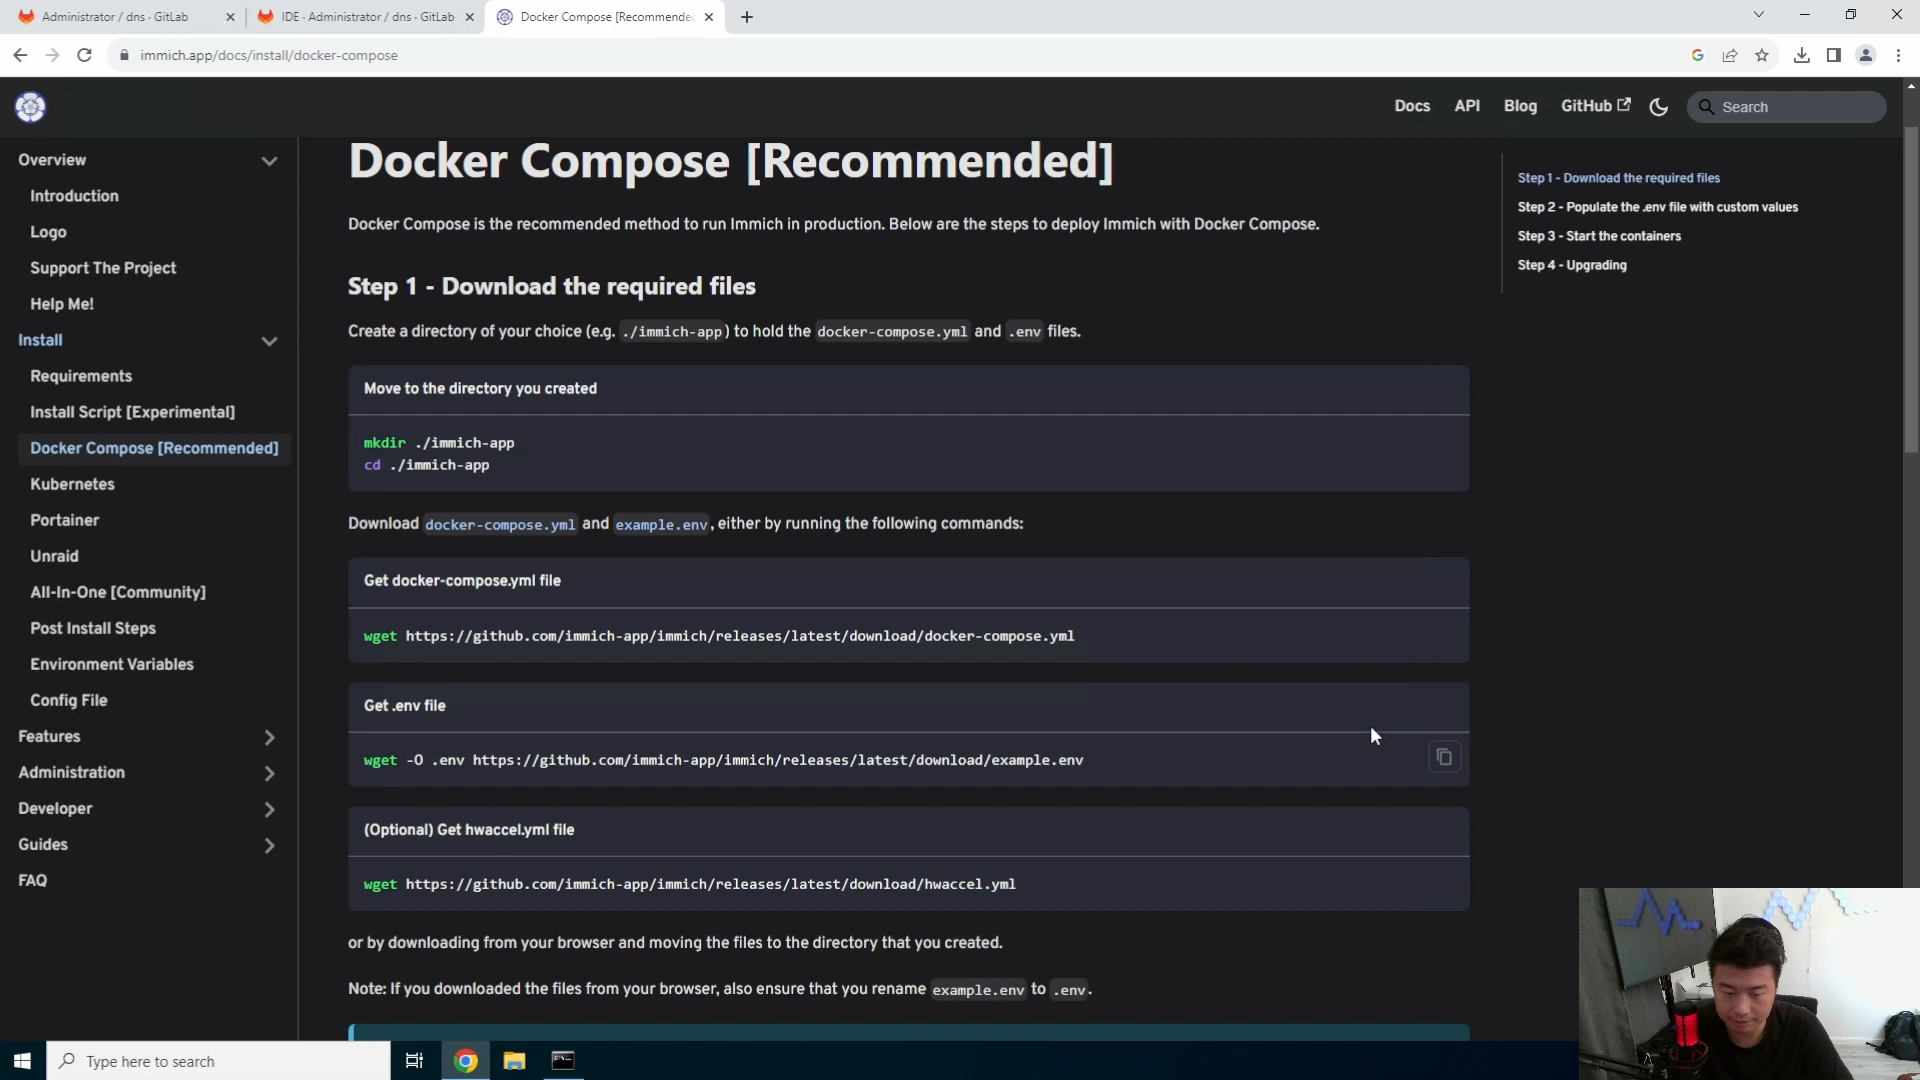 Administrator / dns · GitLab
IDE · Administrator / dns · GitLab
Docker Compose [Recommended
immich.app/docs/install/docker-compose
Docs
API
Blog
GitHub
Search
Overview
Introduction
Logo
Support The Project
Help Me!
Install
Requirements
Install Script [Experimental]
Docker Compose [Recommended]
Kubernetes
Portainer
Unraid
All-In-One [Community]
Post Install Steps
Environment Variables
Config File
Features
Administration
Developer
Guides
FAQ
Docker Compose [Recommended]
Docker Compose is the recommended method to run Immich in production. Below are the steps to deploy Immich with Docker Compose.
Step 1 - Download the required files
Create a directory of your choice (e.g. ./immich-app) to hold the docker-compose.yml and .env files.
Move to the directory you created
mkdir ./immich-app
cd ./immich-app
Download docker-compose.yml and example.env, either by running the following commands:
Get docker-compose.yml file
wget https://github.com/immich-app/immich/releases/latest/download/docker-compose.yml
Get .env file
wget -O .env https://github.com/immich-app/immich/releases/latest/download/example.env
(Optional) Get hwaccel.yml file
wget https://github.com/immich-app/immich/releases/latest/download/hwaccel.yml
or by downloading from your browser and moving the files to the directory that you created.
Note: If you downloaded the files from your browser, also ensure that you rename example.env to .env.
Step 1 - Download the required files
Step 2 - Populate the .env file with custom values
Step 3 - Start the containers
Step 4 - Upgrading
Type here to search